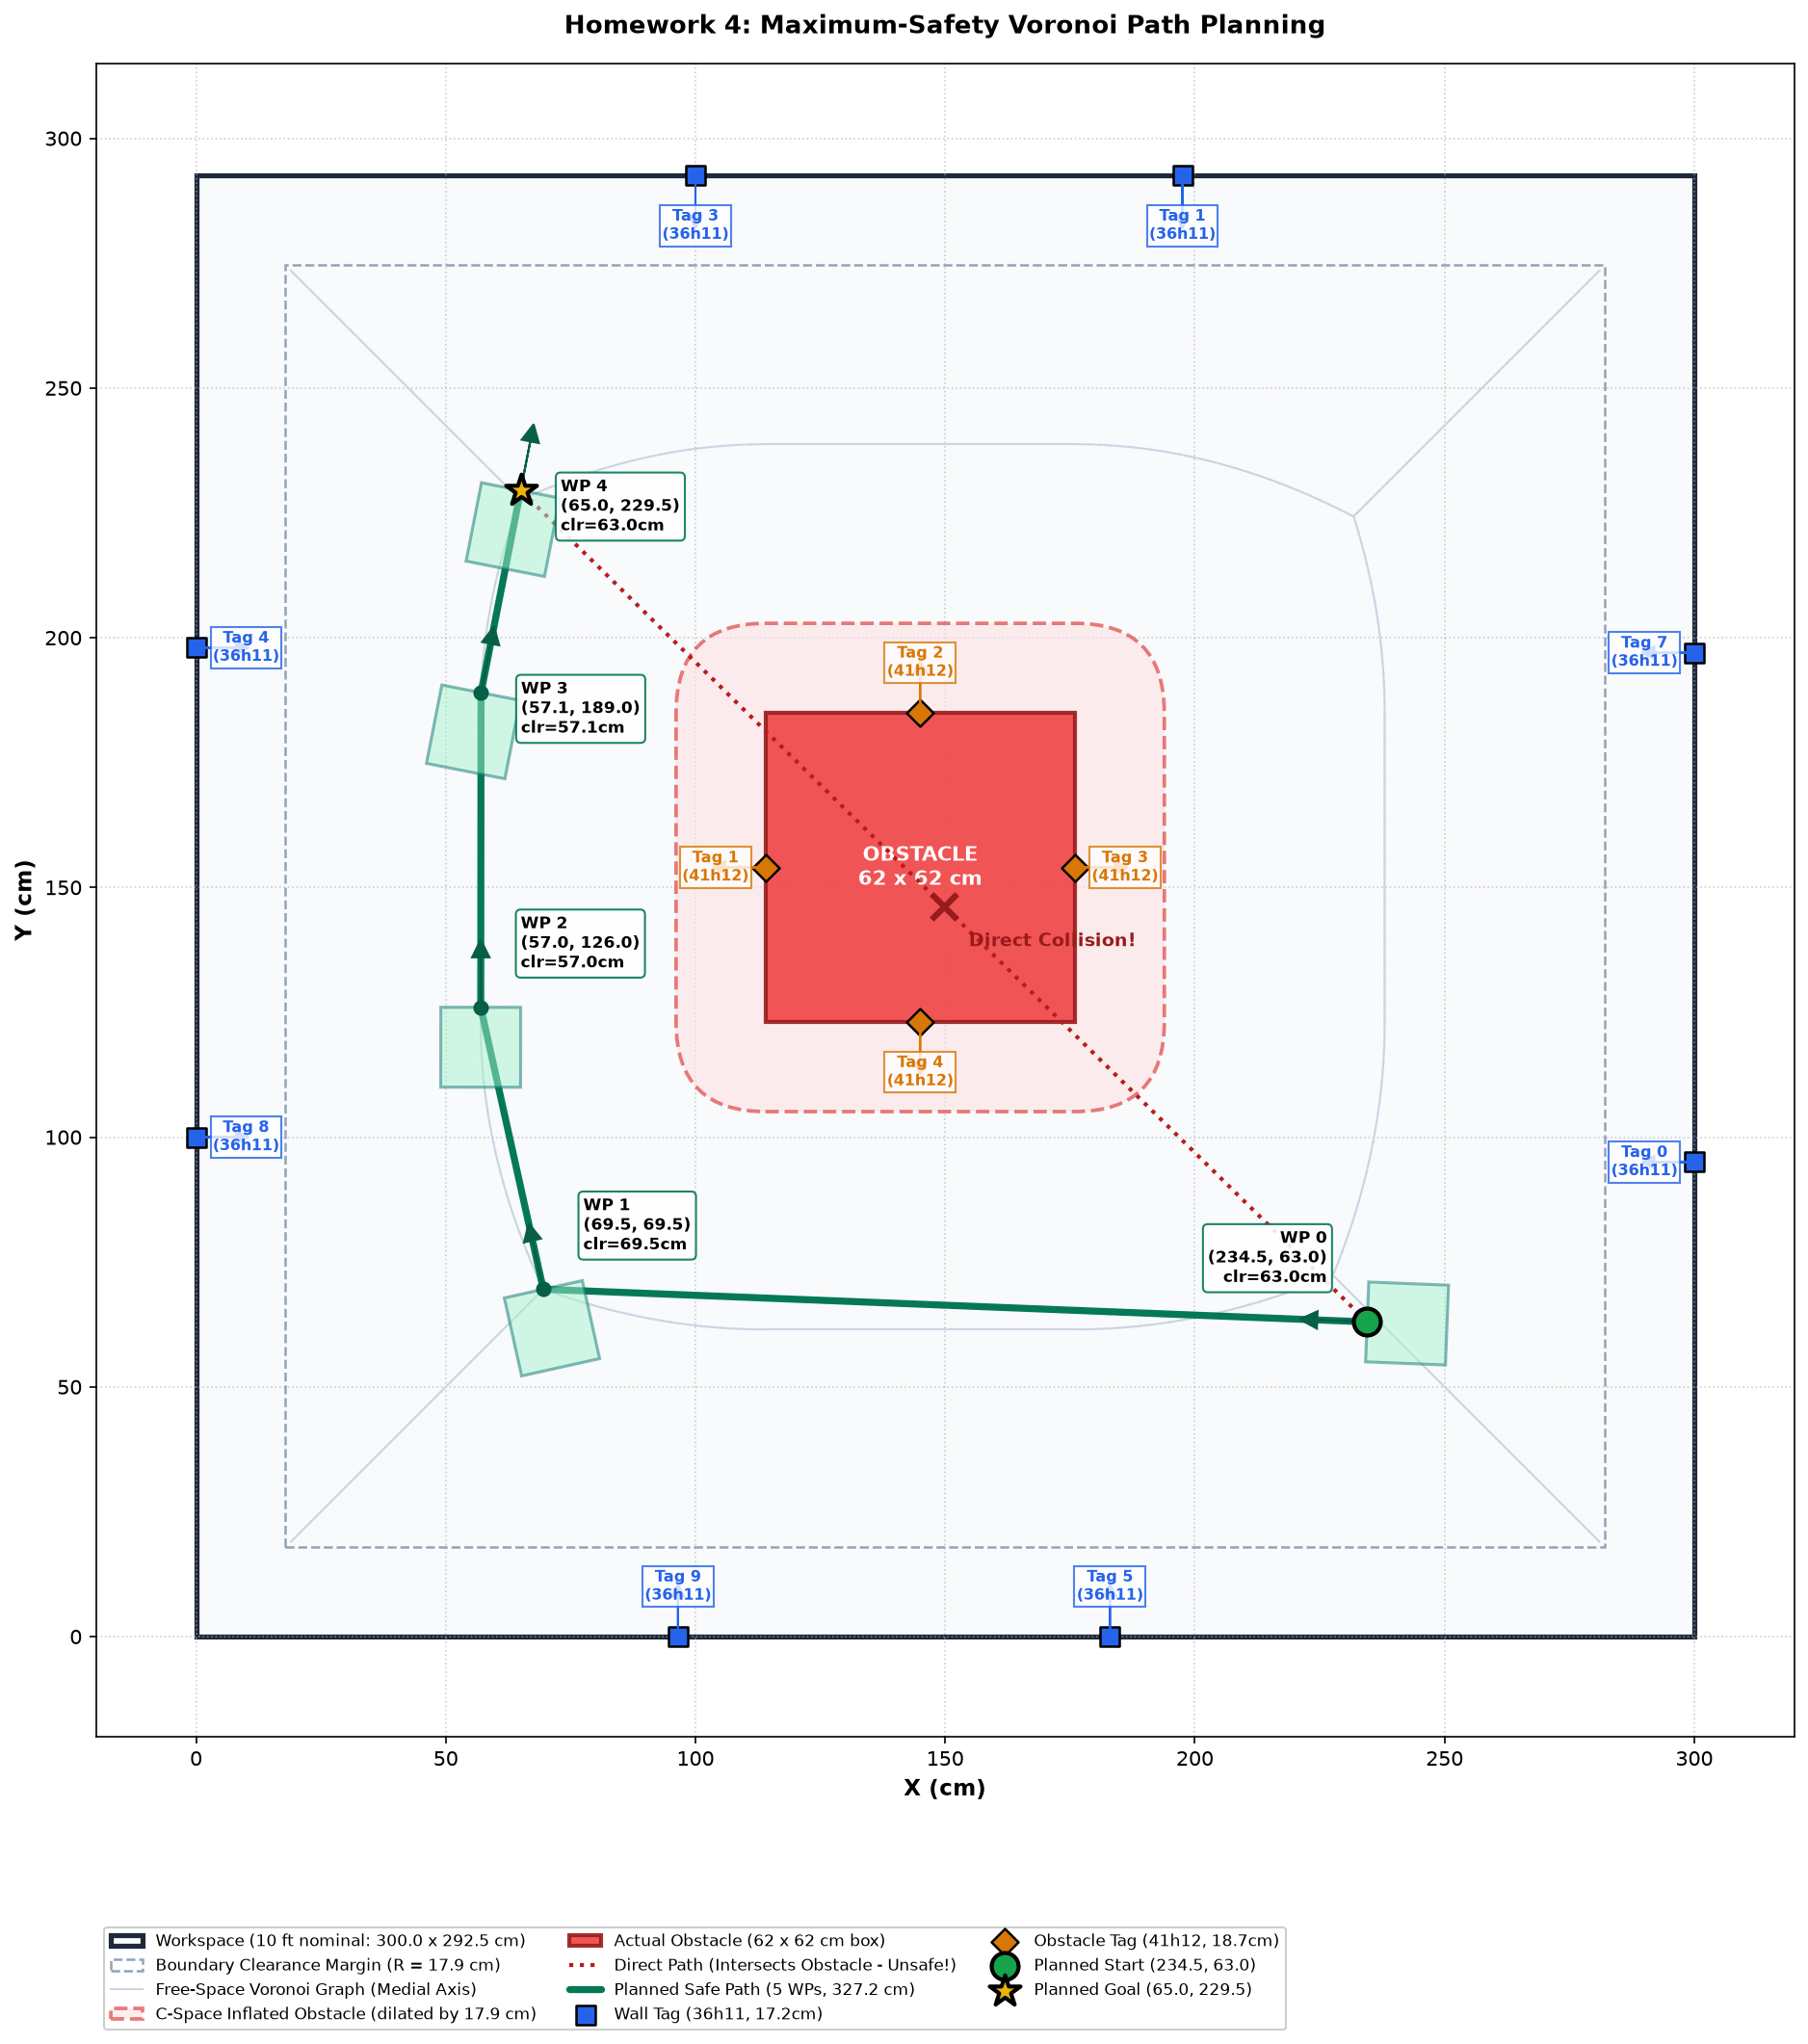 Homework 4: Maximum-Safety Voronoi Path Planning
300
250
200
150
100
50
0
Y (cm)
Tag 3
(36h11)
Tag 1
(36h11)
WP 4
(65.0, 229.5)
clr=63.0cm
Tag 4
(36h11)
Tag 7
(36h11)
Tag 2
(41h12)
WP 3
(57.1, 189.0)
clr=57.1cm
Tag 1
(41h12)
OBSTACLE
62 x 62 cm
Tag 3
(41h12)
Direct Collision!
WP 2
(57.0, 126.0)
clr=57.0cm
Tag 4
(41h12)
Tag 8
(36h11)
Tag 0
(36h11)
WP 1
(69.5, 69.5)
clr=69.5cm
WP 0
(234.5, 63.0)
clr=63.0cm
Tag 9
(36h11)
Tag 5
(36h11)
0
50
100
150
200
250
300
X (cm)
Workspace (10 ft nominal: 300.0 x 292.5 cm)
Boundary Clearance Margin (R = 17.9 cm)
Free-Space Voronoi Graph (Medial Axis)
C-Space Inflated Obstacle (dilated by 17.9 cm)
Actual Obstacle (62 x 62 cm box)
Direct Path (Intersects Obstacle - Unsafe!)
Planned Safe Path (5 WPs, 327.2 cm)
Wall Tag (36h11, 17.2cm)
Obstacle Tag (41h12, 18.7cm)
Planned Start (234.5, 63.0)
Planned Goal (65.0, 229.5)